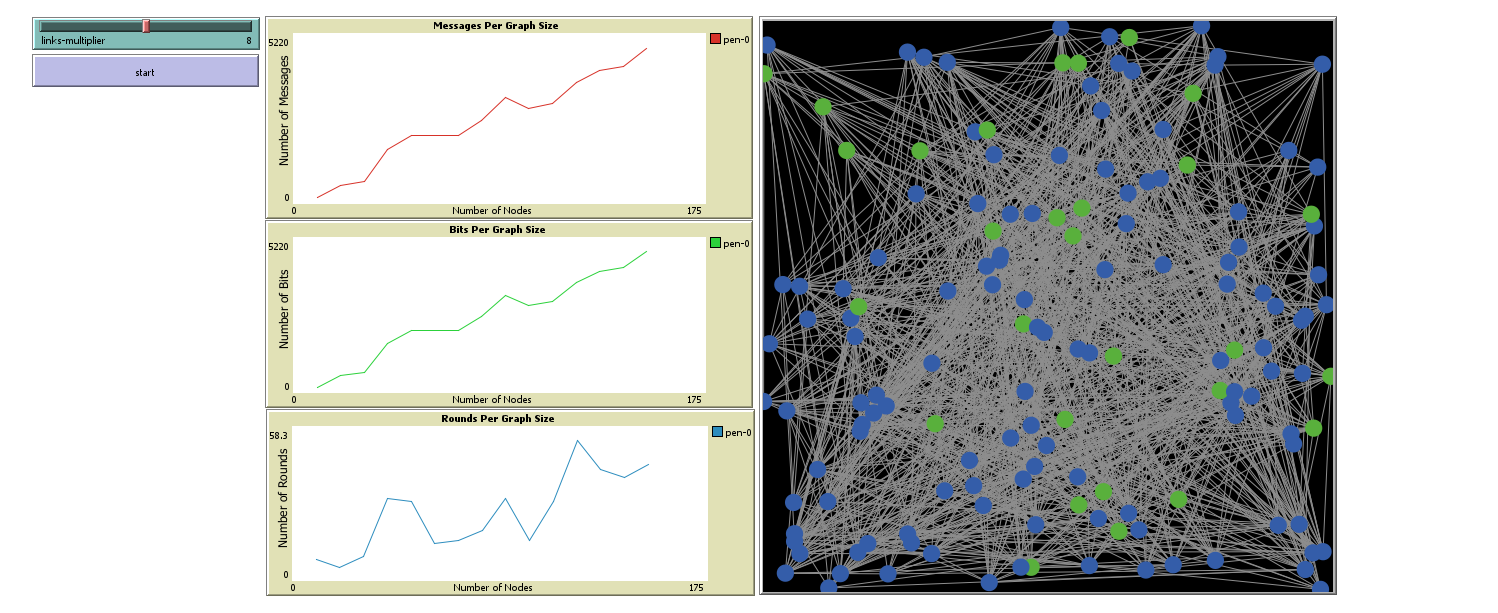 links-multiplier 8
start
Messages Per Graph Size
5220
Number of Messages
0
0 Number of Nodes 175
pen-0
Bits Per Graph Size
5220
Number of Bits
0
0 Number of Nodes 175
pen-0
Rounds Per Graph Size
58.3
Number of Rounds
0
0 Number of Nodes 175
pen-0